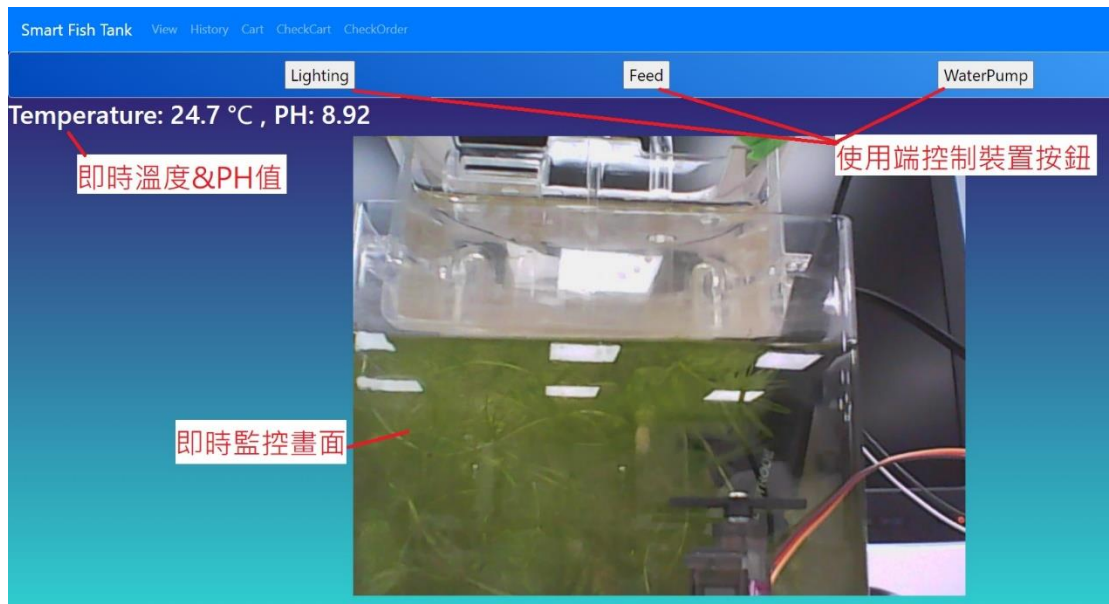 Smart Fish Tank View History Cart CheckCart CheckOrder
Lighting Feed WaterPump
Temperature: 24.7 °C , PH: 8.92
即時溫度&PH值
使用端控制裝置按鈕
即時監控畫面